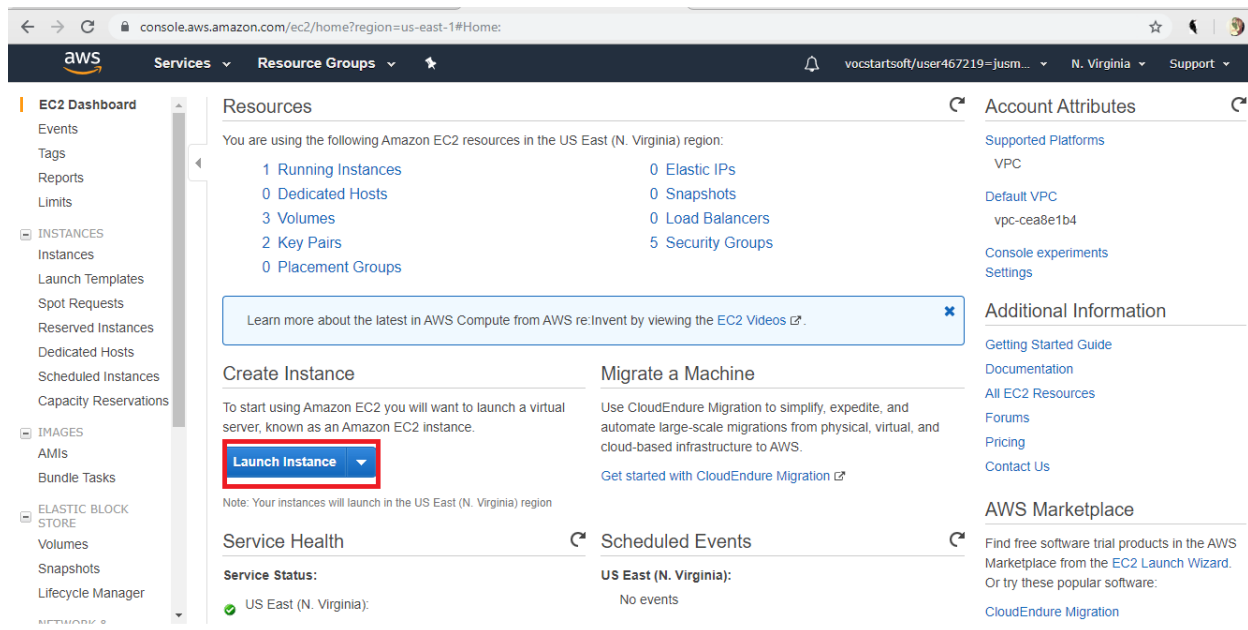 console.aws.amazon.com/ec2/home?region=us-east-1#Home:
aws
Services
Resource Groups
vocstartsoft/user467219=jusm...
N. Virginia
Support
EC2 Dashboard
Events
Tags
Reports
Limits
INSTANCES
Instances
Launch Templates
Spot Requests
Reserved Instances
Dedicated Hosts
Scheduled Instances
Capacity Reservations
IMAGES
AMIs
Bundle Tasks
ELASTIC BLOCK
STORE
Volumes
Snapshots
Lifecycle Manager
NETWORK &
Resources
You are using the following Amazon EC2 resources in the US East (N. Virginia) region:
1 Running Instances
0 Dedicated Hosts
3 Volumes
2 Key Pairs
0 Placement Groups
0 Elastic IPs
0 Snapshots
0 Load Balancers
5 Security Groups
Learn more about the latest in AWS Compute from AWS re:Invent by viewing the EC2 Videos.
Create Instance
To start using Amazon EC2 you will want to launch a virtual
server, known as an Amazon EC2 instance.
Launch Instance
Note: Your instances will launch in the US East (N. Virginia) region
Migrate a Machine
Use CloudEndure Migration to simplify, expedite, and
automate large-scale migrations from physical, virtual, and
cloud-based infrastructure to AWS.
Get started with CloudEndure Migration
Service Health
Service Status:
US East (N. Virginia):
Scheduled Events
US East (N. Virginia):
No events
Account Attributes
Supported Platforms
VPC
Default VPC
vpc-cea8e1b4
Console experiments
Settings
Additional Information
Getting Started Guide
Documentation
All EC2 Resources
Forums
Pricing
Contact Us
AWS Marketplace
Find free software trial products in the AWS
Marketplace from the EC2 Launch Wizard.
Or try these popular software:
CloudEndure Migration